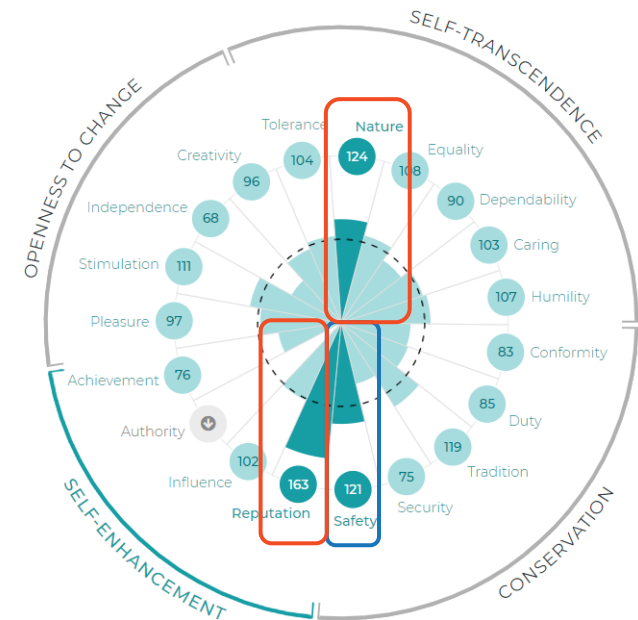 SELF-TRANSCENDENCE
OPENNESS TO CHANGE
Tolerance
104
Nature
124
Equality
108
Creativity
96
Dependability
90
Independence
68
Caring
103
Stimulation
111
Humility
107
Pleasure
97
Conformity
83
Achievement
76
Duty
85
Authority
Tradition
119
Influence
102
Security
75
Reputation
163
Safety
121
SELF-ENHANCEMENT
CONSERVATION